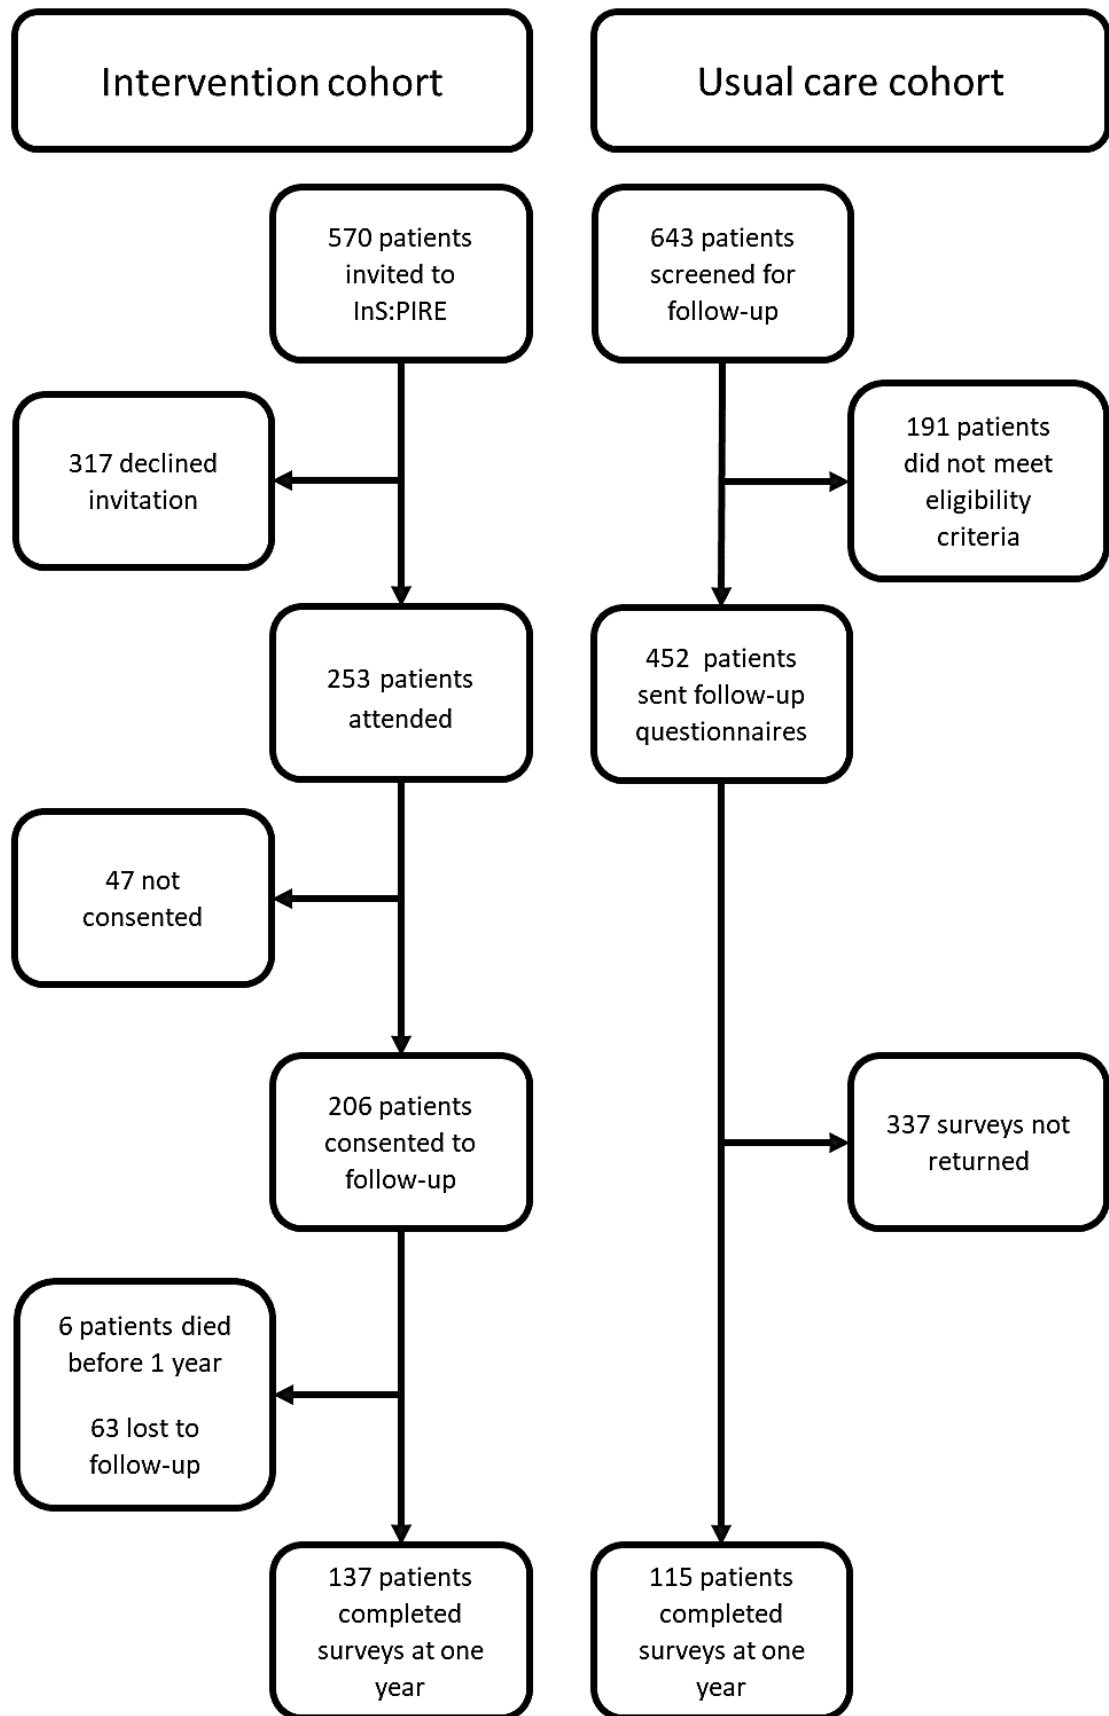 Intervention cohort
Usual care cohort
570 patients
invited to
InS:PIRE
643 patients
screened for
follow-up
317 declined
invitation
191 patients
did not meet
eligibility
criteria
253 patients
attended
452 patients
sent follow-up
questionnaires
47 not
consented
206 patients
consented to
follow-up
337 surveys not
returned
6 patients died
before 1 year
63 lost to
follow-up
137 patients
completed
surveys at one
year
115 patients
completed
surveys at one
year